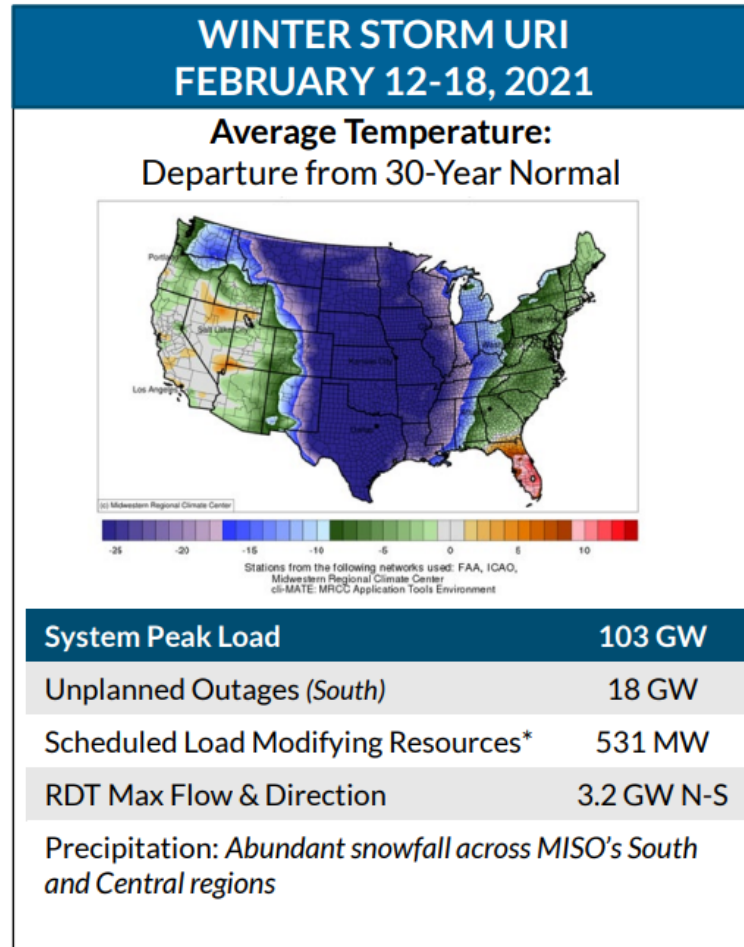 WINTER STORM URI
FEBRUARY 12-18, 2021
Average Temperature:
Departure from 30-Year Normal
Portland
Salt Lake City
Chicago
West
Kansas City
Los Angeles
Dallas
(c) Midwestern Regional Climate Center
-25 -20 -15 -10 -5 0 5 10
Stations from the following networks used: FAA, ICAO,
Midwestern Regional Climate Center
cli-MATE: MRCC Application Tools Environment
System Peak Load 103 GW
Unplanned Outages (South) 18 GW
Scheduled Load Modifying Resources* 531 MW
RDT Max Flow & Direction 3.2 GW N-S
Precipitation: Abundant snowfall across MISO's South
and Central regions